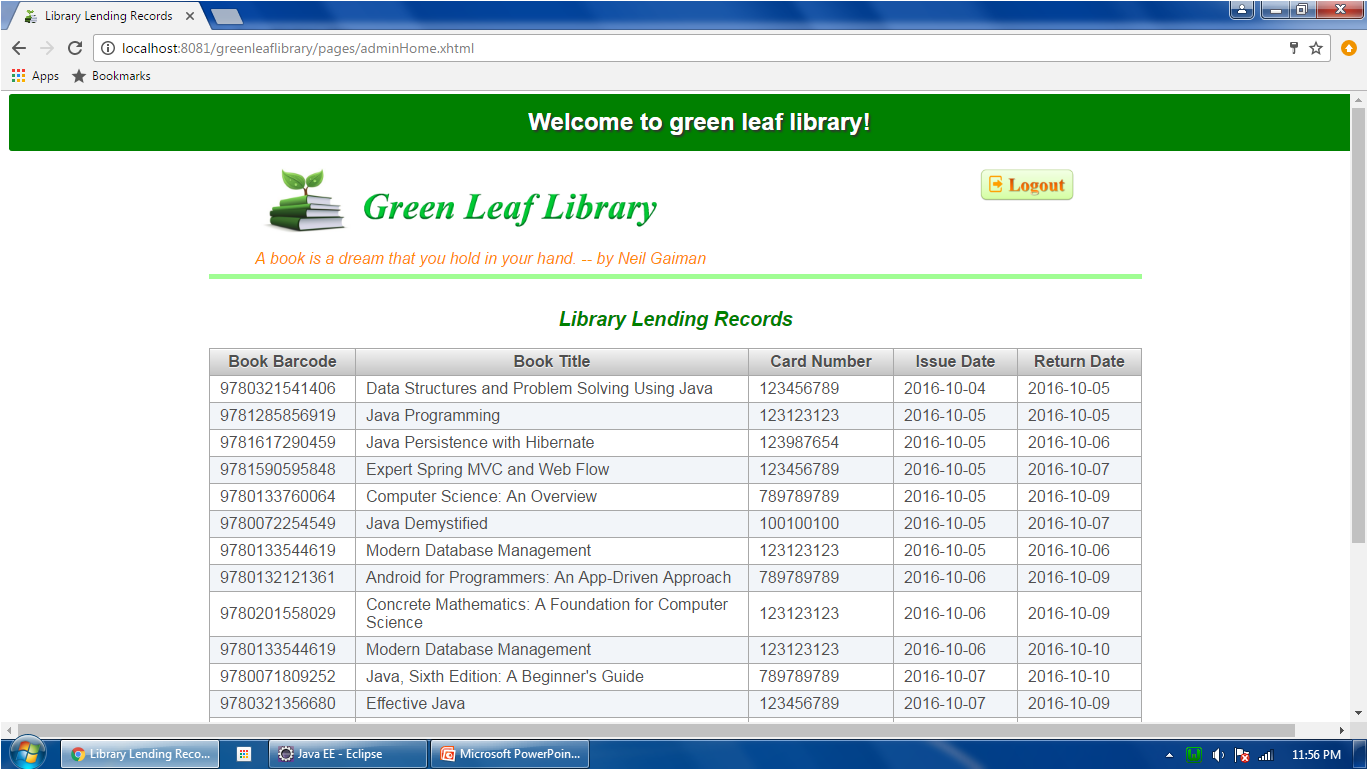 Library Lending Records
localhost:8081/greenleaflibrary/pages/adminHome.xhtml
Apps Bookmarks
Welcome to green leaf library!
Green Leaf Library
Logout
A book is a dream that you hold in your hand. -- by Neil Gaiman
Library Lending Records
Book Barcode Book Title Card Number Issue Date Return Date
9780321541406 Data Structures and Problem Solving Using Java 123456789 2016-10-04 2016-10-05
9781285856919 Java Programming 123123123 2016-10-05 2016-10-05
9781617290459 Java Persistence with Hibernate 123987654 2016-10-05 2016-10-06
9781590595848 Expert Spring MVC and Web Flow 123456789 2016-10-05 2016-10-07
9780133760064 Computer Science: An Overview 789789789 2016-10-05 2016-10-09
9780072254549 Java Demystified 100100100 2016-10-05 2016-10-07
9780133544619 Modern Database Management 123123123 2016-10-05 2016-10-06
9780132121361 Android for Programmers: An App-Driven Approach 789789789 2016-10-06 2016-10-09
9780201558029 Concrete Mathematics: A Foundation for Computer
Science 123123123 2016-10-06 2016-10-09
9780133544619 Modern Database Management 123123123 2016-10-06 2016-10-10
9780071809252 Java, Sixth Edition: A Beginner's Guide 789789789 2016-10-07 2016-10-10
9780321356680 Effective Java 123456789 2016-10-07 2016-10-09
Library Lending Reco... Java EE - Eclipse Microsoft PowerPoin... 11:56 PM